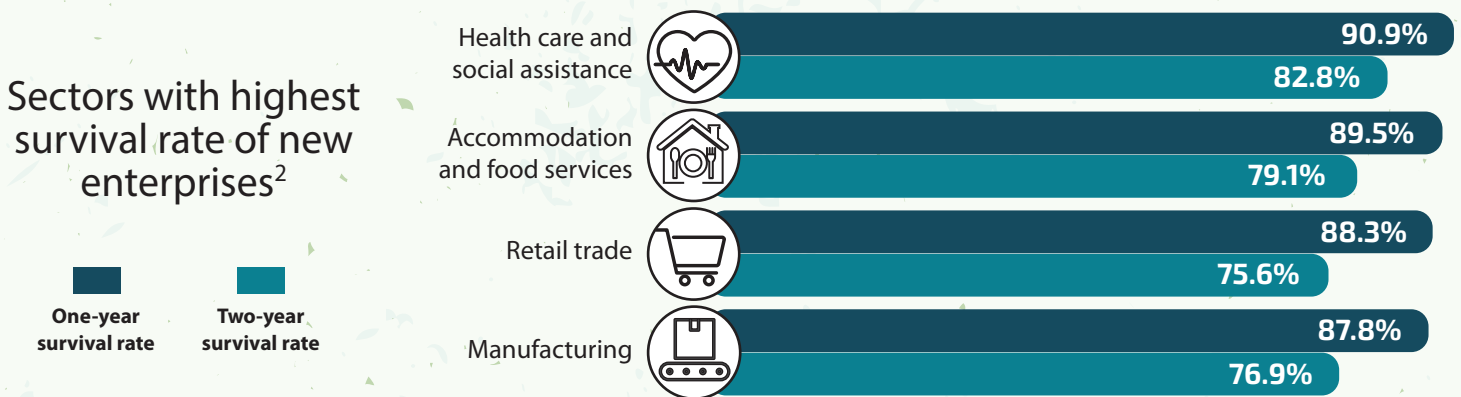 Sectors with highest
survival rate of new
enterprises2
One-year
survival rate
Two-year
survival rate
Health care and
social assistance
90.9%
82.8%
Accommodation
and food services
89.5%
79.1%
Retail trade
88.3%
75.6%
Manufacturing
87.8%
76.9%